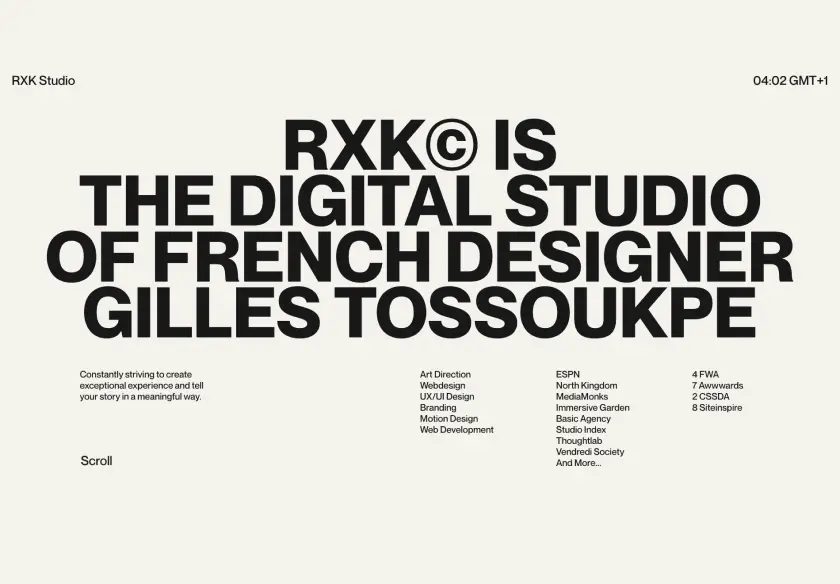 RXK Studio
04:02 GMT+1
RXK© IS
THE DIGITAL STUDIO
OF FRENCH DESIGNER
GILLES TOSSOUKPE
Constantly striving to create
exceptional experience and tell
your story in a meaningful way.
Scroll
Art Direction
Webdesign
UX/UI Design
Branding
Motion Design
Web Development
ESPN
North Kingdom
MediaMonks
Immersive Garden
Basic Agency
Studio Index
Thoughtlab
Vendredi Society
And More...
4 FWA
7 Awwwards
2 CSSDA
8 Siteinspire